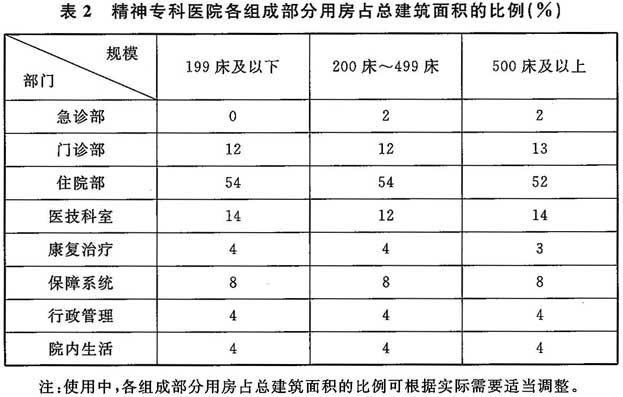 表 2 精神专科医院各组成部分用房占总建筑面积的比例(%)
规模
部门
199 床及以下 200 床～499 床 500 床及以上
急诊部 0 2 2
门诊部 12 12 13
住院部 54 54 52
医技科室 14 12 14
康复治疗 4 4 3
保障系统 8 8 8
行政管理 4 4 4
院内生活 4 4 4
注:使用中,各组成部分用房占总建筑面积的比例可根据实际需要适当调整。